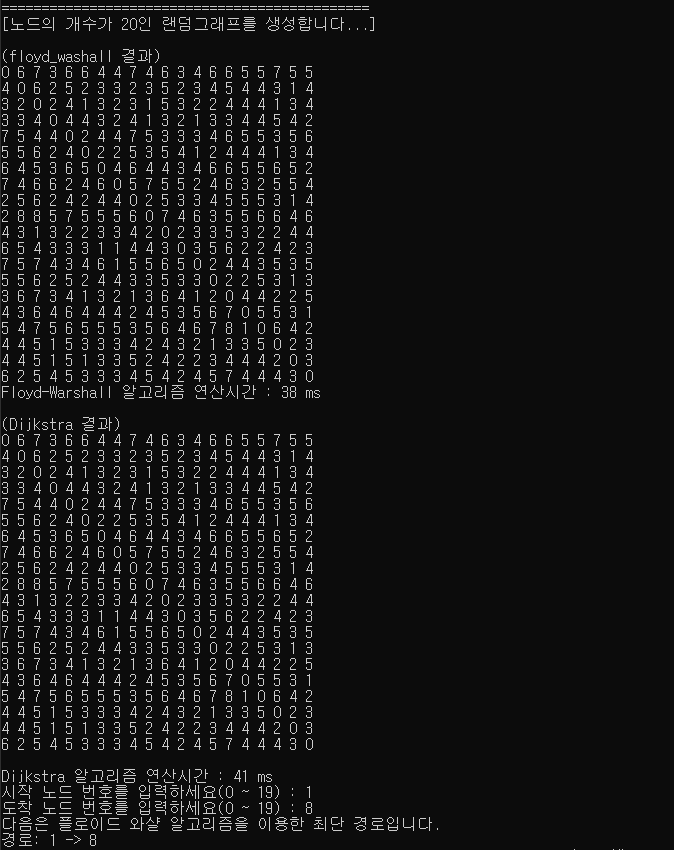 ==============================================
[노드의 개수가 20인 랜덤그래프를 생성합니다...]
(floyd_washall 결과)
0 6 7 3 6 6 4 4 7 4 6 3 4 6 6 5 5 7 5 5
4 0 6 2 5 2 3 3 2 3 5 2 3 4 5 4 4 3 1 4
3 2 0 2 4 1 3 2 3 1 5 3 2 2 4 4 4 1 3 4
3 3 4 0 4 4 3 2 4 1 3 2 1 3 3 4 4 5 4 2
7 5 4 4 0 2 4 4 7 5 3 3 3 4 6 5 5 3 5 6
5 5 6 2 4 0 2 2 5 3 5 4 1 2 4 4 4 1 3 4
6 4 5 3 6 5 0 4 6 4 4 3 4 6 6 5 5 6 5 2
7 4 6 6 2 4 6 0 5 7 5 5 2 4 6 3 2 5 5 4
2 5 6 2 4 2 4 4 0 2 5 3 3 4 5 5 5 3 1 4
2 8 8 5 7 5 5 5 6 0 7 4 6 3 5 5 6 6 4 6
4 3 1 3 2 2 3 3 4 2 0 2 3 3 5 3 2 2 4 4
6 5 4 3 3 3 1 1 4 4 3 0 3 5 6 2 2 4 2 3
7 5 7 4 3 4 6 1 5 5 6 5 0 2 4 4 3 5 3 5
5 5 6 2 5 2 4 4 3 3 5 3 3 0 2 2 5 3 1 3
3 6 7 3 4 1 3 2 1 3 6 4 1 2 0 4 4 2 2 5
4 3 6 4 6 4 4 4 2 4 5 3 5 6 7 0 5 5 3 1
5 4 7 5 6 5 5 5 3 5 6 4 6 7 8 1 0 6 4 2
4 4 5 1 5 3 3 3 4 2 4 3 2 1 3 3 5 0 2 3
4 4 5 1 5 1 3 3 5 2 4 2 2 3 4 4 4 2 0 3
6 2 5 4 5 3 3 3 4 5 4 2 4 5 7 4 4 4 3 0
Floyd-Warshall 알고리즘 연산시간 : 38 ms
(Dijkstra 결과)
0 6 7 3 6 6 4 4 7 4 6 3 4 6 6 5 5 7 5 5
4 0 6 2 5 2 3 3 2 3 5 2 3 4 5 4 4 3 1 4
3 2 0 2 4 1 3 2 3 1 5 3 2 2 4 4 4 1 3 4
3 3 4 0 4 4 3 2 4 1 3 2 1 3 3 4 4 5 4 2
7 5 4 4 0 2 4 4 7 5 3 3 3 4 6 5 5 3 5 6
5 5 6 2 4 0 2 2 5 3 5 4 1 2 4 4 4 1 3 4
6 4 5 3 6 5 0 4 6 4 4 3 4 6 6 5 5 6 5 2
7 4 6 6 2 4 6 0 5 7 5 5 2 4 6 3 2 5 5 4
2 5 6 2 4 2 4 4 0 2 5 3 3 4 5 5 5 3 1 4
2 8 8 5 7 5 5 5 6 0 7 4 6 3 5 5 6 6 4 6
4 3 1 3 2 2 3 3 4 2 0 2 3 3 5 3 2 2 4 4
6 5 4 3 3 3 1 1 4 4 3 0 3 5 6 2 2 4 2 3
7 5 7 4 3 4 6 1 5 5 6 5 0 2 4 4 3 5 3 5
5 5 6 2 5 2 4 4 3 3 5 3 3 0 2 2 5 3 1 3
3 6 7 3 4 1 3 2 1 3 6 4 1 2 0 4 4 2 2 5
4 3 6 4 6 4 4 4 2 4 5 3 5 6 7 0 5 5 3 1
5 4 7 5 6 5 5 5 3 5 6 4 6 7 8 1 0 6 4 2
4 4 5 1 5 3 3 3 4 2 4 3 2 1 3 3 5 0 2 3
4 4 5 1 5 1 3 3 5 2 4 2 2 3 4 4 4 2 0 3
6 2 5 4 5 3 3 3 4 5 4 2 4 5 7 4 4 4 3 0
Dijkstra 알고리즘 연산시간 : 41 ms
시작 노드 번호를 입력하세요(0 ~ 19) : 1
도착 노드 번호를 입력하세요(0 ~ 19) : 8
다음은 플로이드 와샬 알고리즘을 이용한 최단 경로입니다.
경로: 1 -> 8